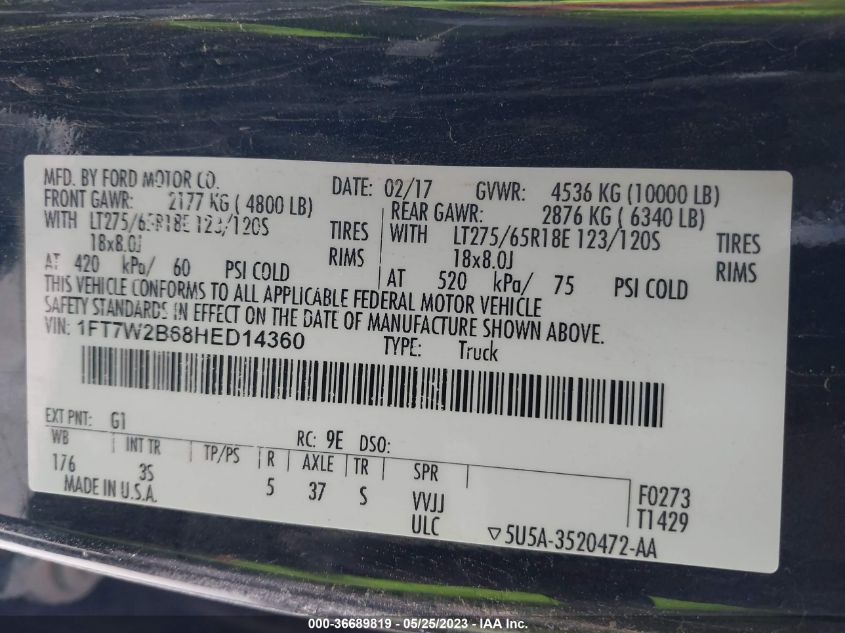 MFD. BY FORD MOTOR CO. DATE: 02/17 GVWR: 4536 KG (10000 LB)
FRONT GAWR: 2177 KG ( 4800 LB) REAR GAWR: 2876 KG ( 6340 LB)
WITH LT275/65R18E 123/120S TIRES WITH LT275/65R18E 123/120S TIRES
18x8.0J RIMS 18x8.0J RIMS
AT 420 kPa/ 60 PSI COLD AT 520 kPa/ 75 PSI COLD
THIS VEHICLE CONFORMS TO ALL APPLICABLE FEDERAL MOTOR VEHICLE
SAFETY STANDARDS IN EFFECT ON THE DATE OF MANUFACTURE SHOWN ABOVE.
VIN: 1FT7W2B68HED14360 TYPE: Truck
EXT PNT: G1 RC: 9E DSO:
WB INT TR TP/PS R AXLE TR SPR
176 3S 5 37 S VVJJ F0273
MADE IN U.S.A. ULC T1429
5U5A-3520472-AA
000-36689819 - 05/25/2023 - IAA Inc.